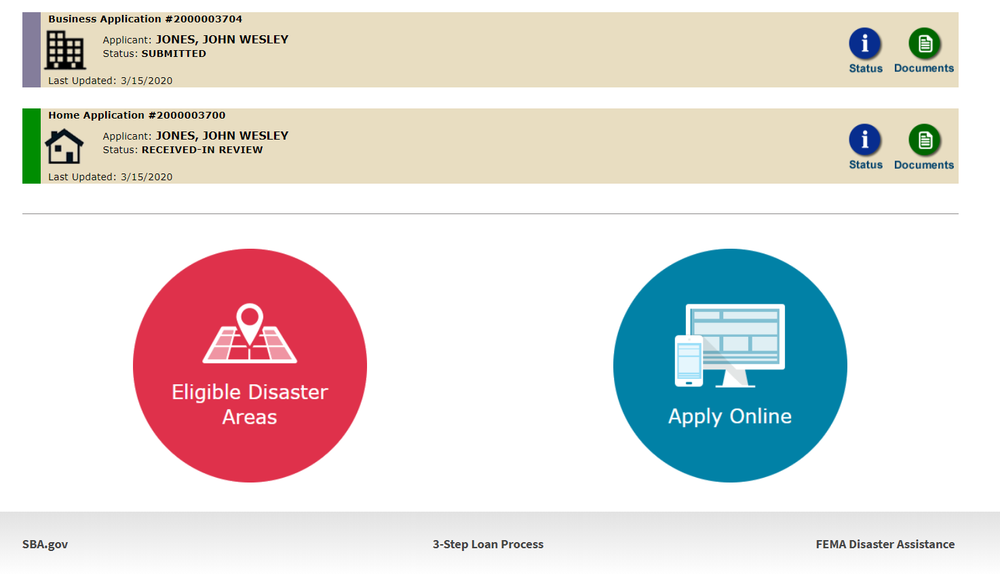 Business Application #2000003704
Applicant: JONES, JOHN WESLEY
Status: SUBMITTED
Last Updated: 3/15/2020
Status
Documents
Home Application #2000003700
Applicant: JONES, JOHN WESLEY
Status: RECEIVED-IN REVIEW
Last Updated: 3/15/2020
Status
Documents
Eligible Disaster
Areas
Apply Online
SBA.gov
3-Step Loan Process
FEMA Disaster Assistance